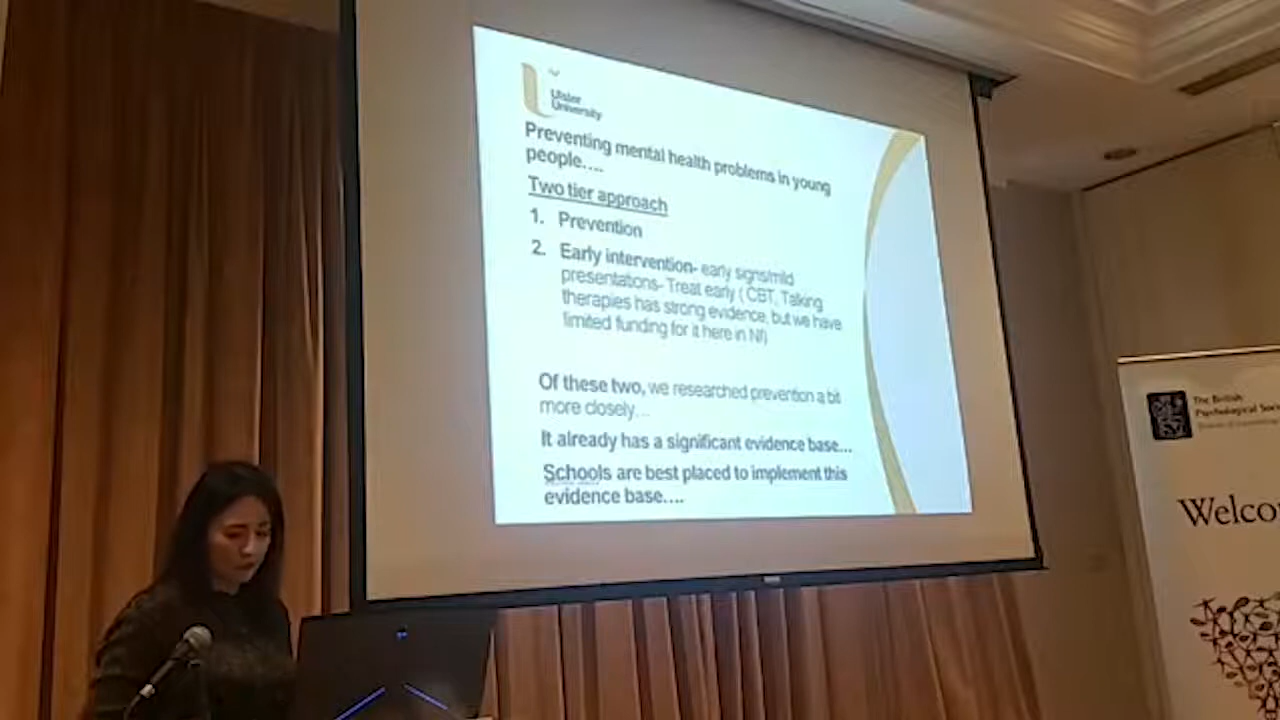 Ulster
University
Preventing mental health problems in young
people....
Two tier approach
1. Prevention
2. Early intervention- early signs/mild
presentations- Treat early ( CBT, Talking
therapies has strong evidence, but we have
limited funding for it here in NI)
Of these two, we researched prevention a bit
more closely...
It already has a significant evidence base...
Schools are best placed to implement this
evidence base....
The British
Psychological Soc
Welco